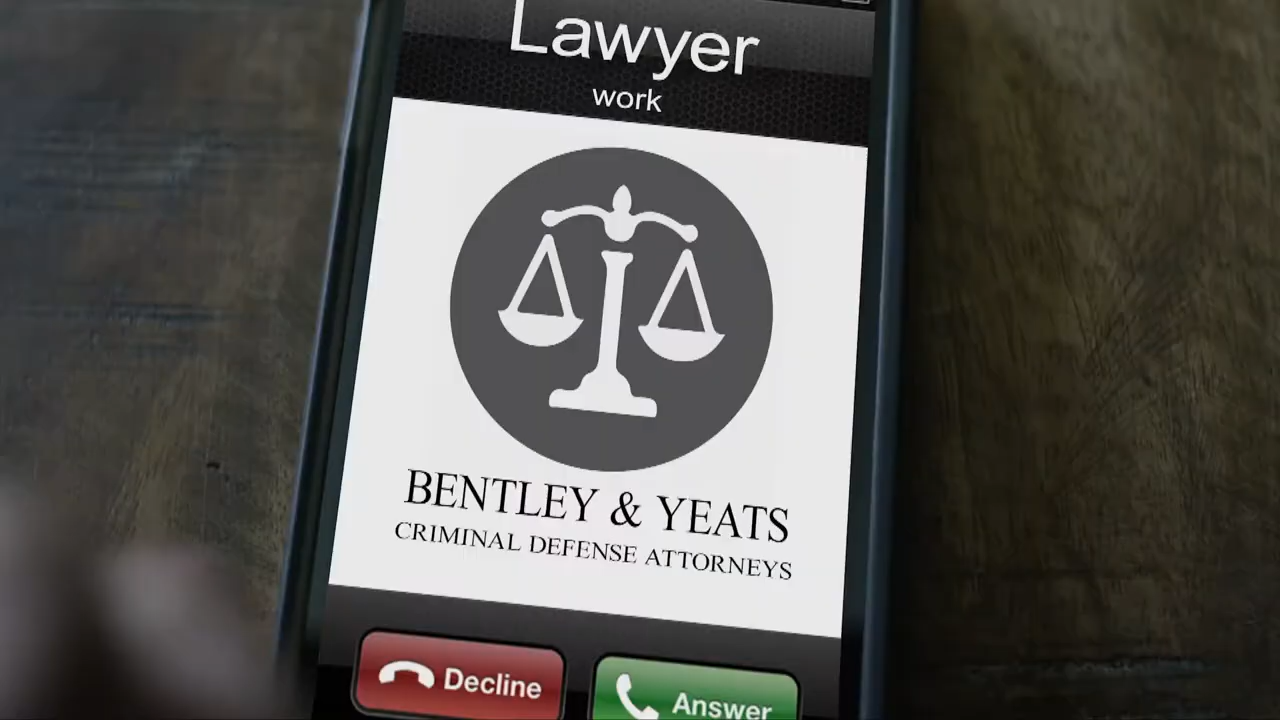 Lawyer
work
BENTLEY & YEATS
CRIMINAL DEFENSE ATTORNEYS
Decline
Answer